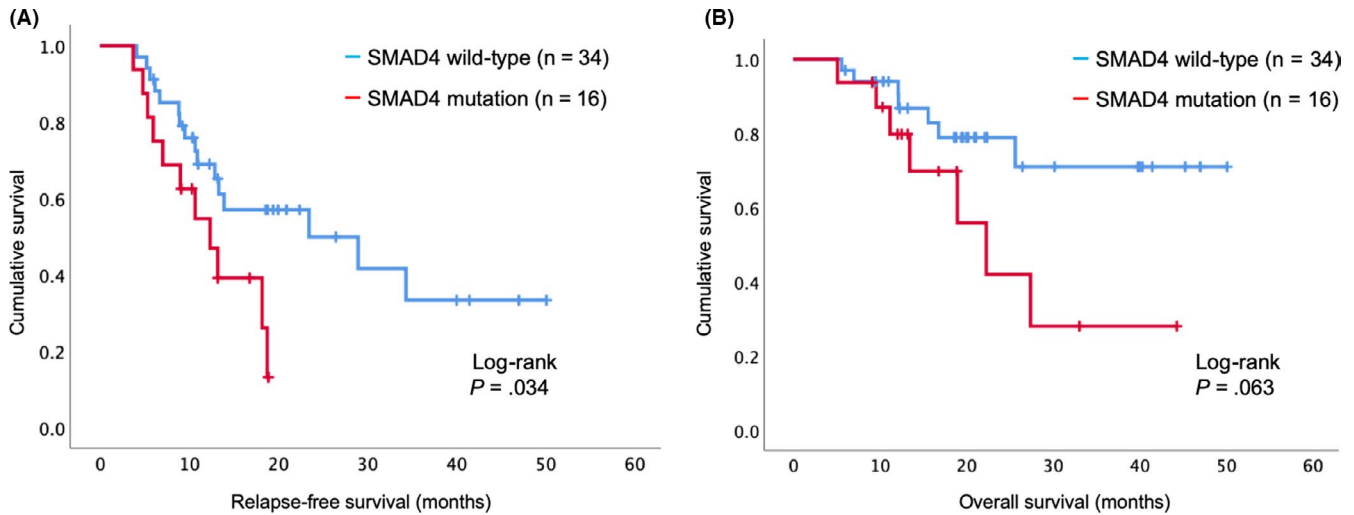 (A)
1.0
0.8
0.6
0.4
0.2
0.0
Cumulative survival
SMAD4 wild-type (n = 34)
SMAD4 mutation (n = 16)
Log-rank
P = .034
0 10 20 30 40 50 60
Relapse-free survival (months)
(B)
1.0
0.8
0.6
0.4
0.2
0.0
Cumulative survival
SMAD4 wild-type (n = 34)
SMAD4 mutation (n = 16)
Log-rank
P = .063
0 10 20 30 40 50 60
Overall survival (months)